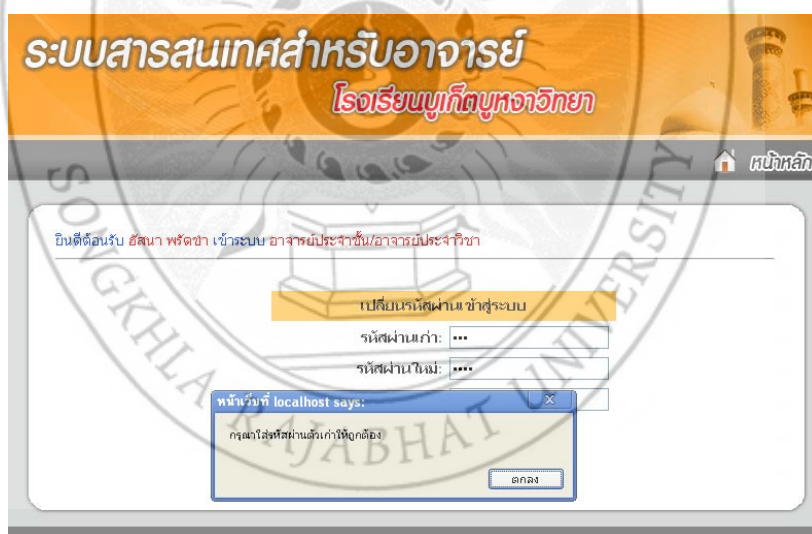 ระบบสารสนเทศสำหรับอาจารย์
โรงเรียนบูเก็ตบูหงาวิทยา
หน้าหลัก
ยินดีต้อนรับ ฮัสนา พรัดขำ เข้าระบบ อาจารย์ประจำชั้น/อาจารย์ประจำวิชา
เปลี่ยนรหัสผ่านเข้าสู่ระบบ
รหัสผ่านเก่า:
รหัสผ่านใหม่:
หน้าเว็บที่ localhost says:
กรุณาใส่รหัสผ่านตัวเก่าให้ถูกต้อง
ตกลง
SONGKHLA RAJABHAT UNIVERSITY